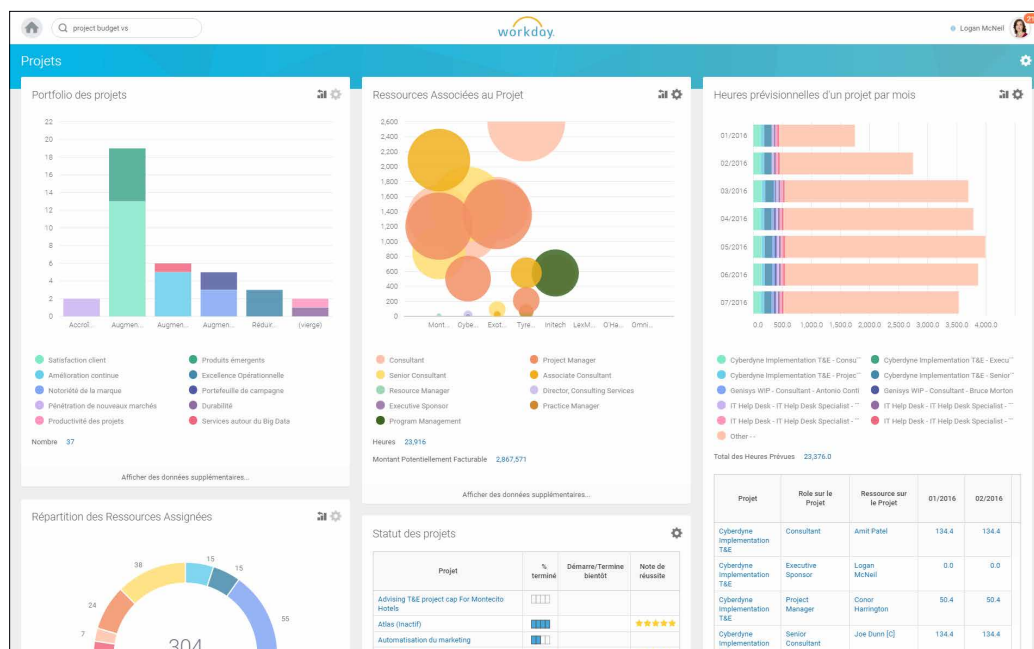 project budget vs
workday.
Logan McNeil
21
Projets
Portfolio des projets
22
20
18
16
14
12
10
8
6
4
2
0
Accroî... Augmen... Augmen... Augmen... Réduir... (vierge)
Satisfaction client
Produits émergents
Amélioration continue
Excellence Opérationnelle
Notoriété de la marque
Portefeuille de campagne
Pénétration de nouveaux marchés
Durabilité
Productivité des projets
Services autour du Big Data
Nombre 37
Afficher des données supplémentaires...
Répartition des Ressources Assignées
38
15
15
24
55
7
304
Ressources Associées au Projet
2,600
2,400
2,200
2,000
1,800
1,600
1,400
1,200
1,000
800
600
400
200
0
Mont... Cybe... Exot... Tyre... Initech LexM... O'Ha... Omni...
Consultant
Project Manager
Senior Consultant
Associate Consultant
Resource Manager
Director, Consulting Services
Executive Sponsor
Practice Manager
Program Management
Heures 23,916
Montant Potentiellement Facturable 2,867,571
Afficher des données supplémentaires...
Statut des projets
Projet
% terminé
Démarre/Termine bientôt
Note de réussite
Advising T&E project cap For Montecito
Hotels
Atlas (Inactif)
Automatisation du marketing
Heures prévisionnelles d'un projet par mois
01/2016
02/2016
03/2016
04/2016
05/2016
06/2016
07/2016
0.0 500.0 1,000.0 1,500.0 2,000.0 2,500.0 3,000.0 3,500.0 4,000.0
Cyberdyne Implementation T&E - Consu...
Cyberdyne Implementation T&E - Execu...
Cyberdyne Implementation T&E - Projec...
Cyberdyne Implementation T&E - Senior...
Genisys WIP - Consultant - Antonio Conti
Genisys WIP - Consultant - Bruce Morton
IT Help Desk - IT Help Desk Specialist - ...
IT Help Desk - IT Help Desk Specialist - ...
IT Help Desk - IT Help Desk Specialist - ...
IT Help Desk - IT Help Desk Specialist - ...
Other - -
Total des Heures Prévues 23,376.0
Projet
Role sur le Projet
Ressource sur le Projet
01/2016
02/2016
Cyberdyne Implementation T&E
Consultant
Amit Patel
134.4
134.4
Cyberdyne Implementation T&E
Executive Sponsor
Logan McNeil
0.0
0.0
Cyberdyne Implementation T&E
Project Manager
Conor Harrington
50.4
50.4
Cyberdyne Implementation
Senior Consultant
Joe Dunn [C]
134.4
134.4